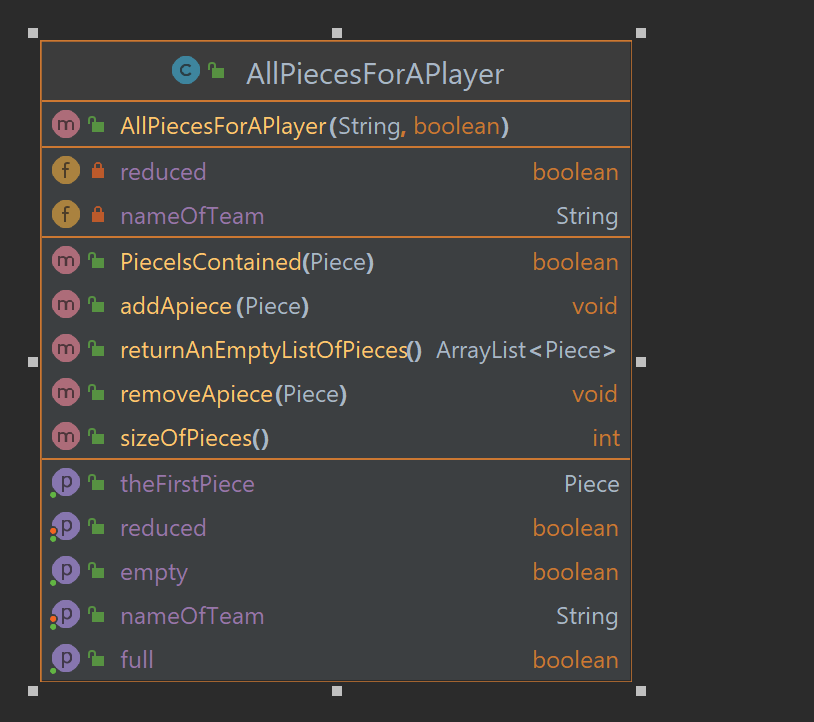 C AllPiecesForAPlayer
m AllPiecesForAPlayer(String, boolean)
f reduced boolean
f nameOfTeam String
m PieceIsContained(Piece) boolean
m addApiece(Piece) void
m returnAnEmptyListOfPieces() ArrayList<Piece>
m removeApiece(Piece) void
m sizeOfPieces() int
p theFirstPiece Piece
p reduced boolean
p empty boolean
p nameOfTeam String
p full boolean